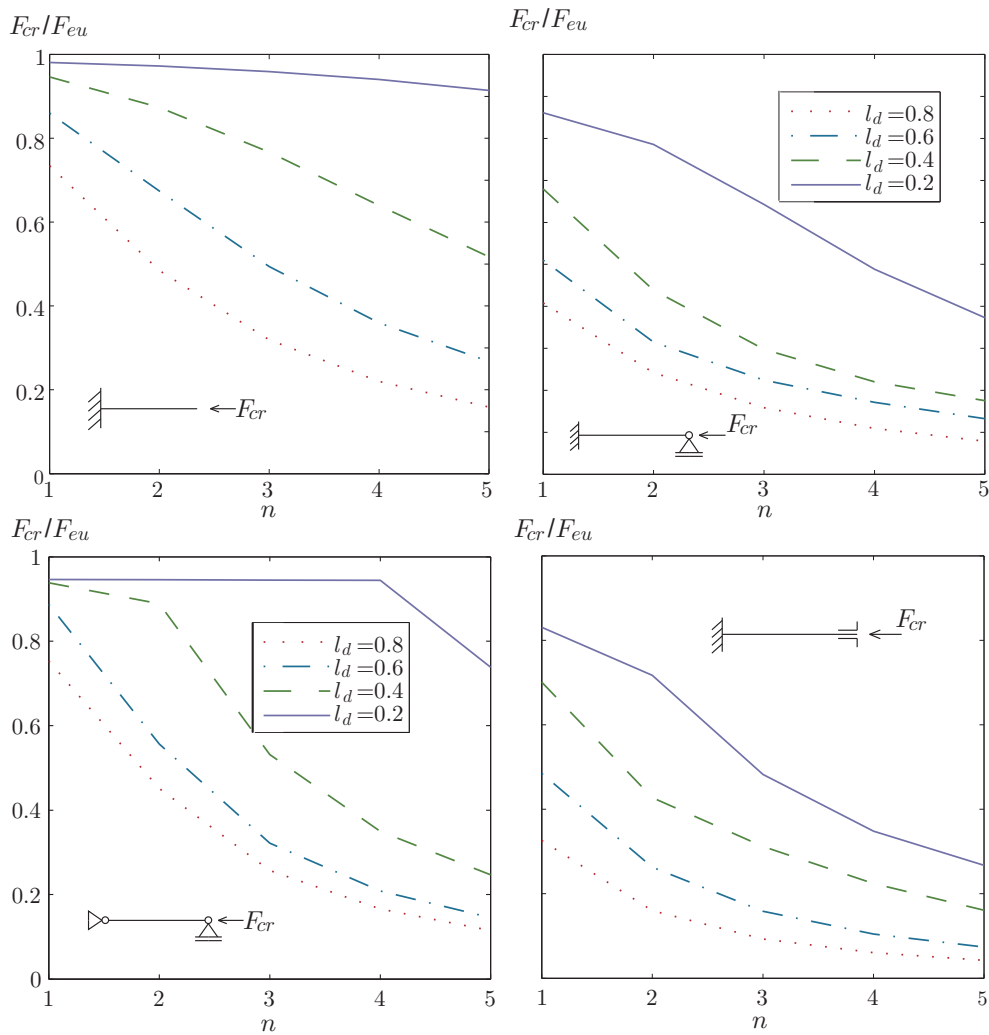 F_cr/F_eu
1
0.8
0.6
0.4
0.2
0
1 2 3 4 5
n
F_cr
F_cr/F_eu
l_d=0.8
l_d=0.6
l_d=0.4
l_d=0.2
F_cr
1 2 3 4 5
n
F_cr/F_eu
1
0.8
0.6
0.4
0.2
0
l_d=0.8
l_d=0.6
l_d=0.4
l_d=0.2
F_cr
1 2 3 4 5
n
F_cr/F_eu
F_cr
1 2 3 4 5
n